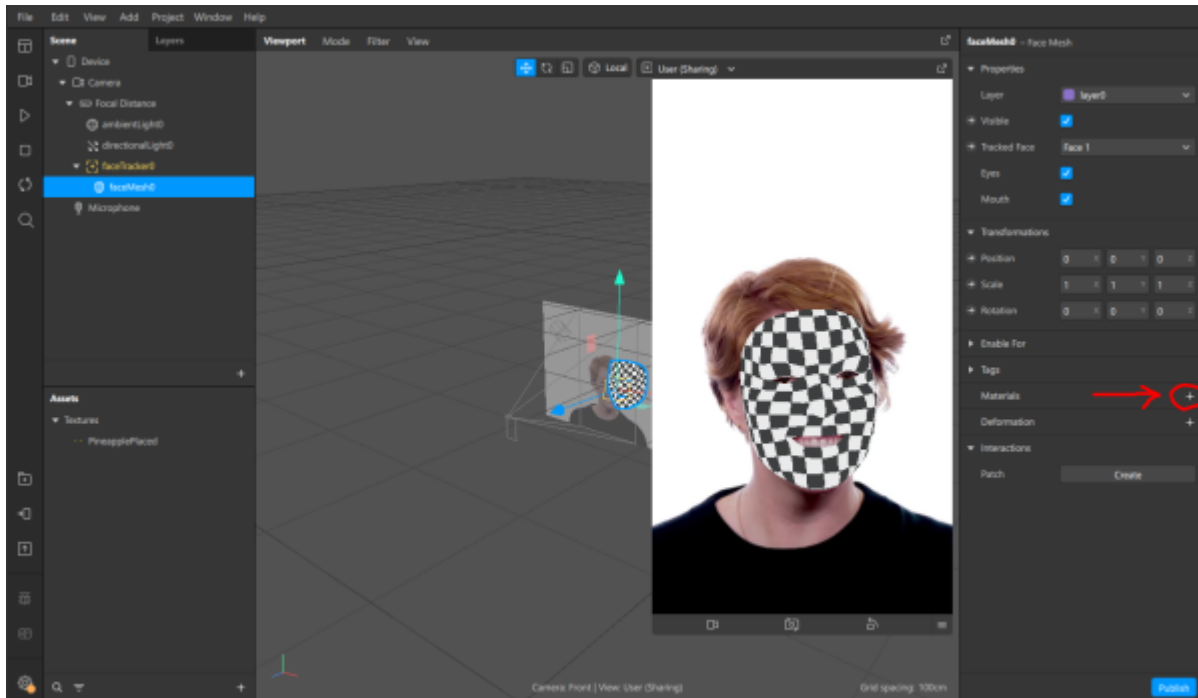 File Edit View Add Project Window Help
Scene Layers
Device
Camera
Focal Distance
ambientLight0
directionalLight0
faceTracker0
faceMesh0
Microphone
+
Assets
Textures
PineapplePlaced
+
Viewport Mode Filter View
Local User (Sharing)
Camera: Front | View: User (Sharing) Grid spacing: 100cm
faceMesh0 – Face Mesh
Properties
Layer layer0
Visible
Tracked Face Face 1
Eyes
Mouth
Transformations
Position 0 X 0 Y 0 Z
Scale 1 X 1 Y 1 Z
Rotation 0 X 0 Y 0 Z
Enable For
Tags
Materials +
Deformation +
Interactions
Patch Create
Publish